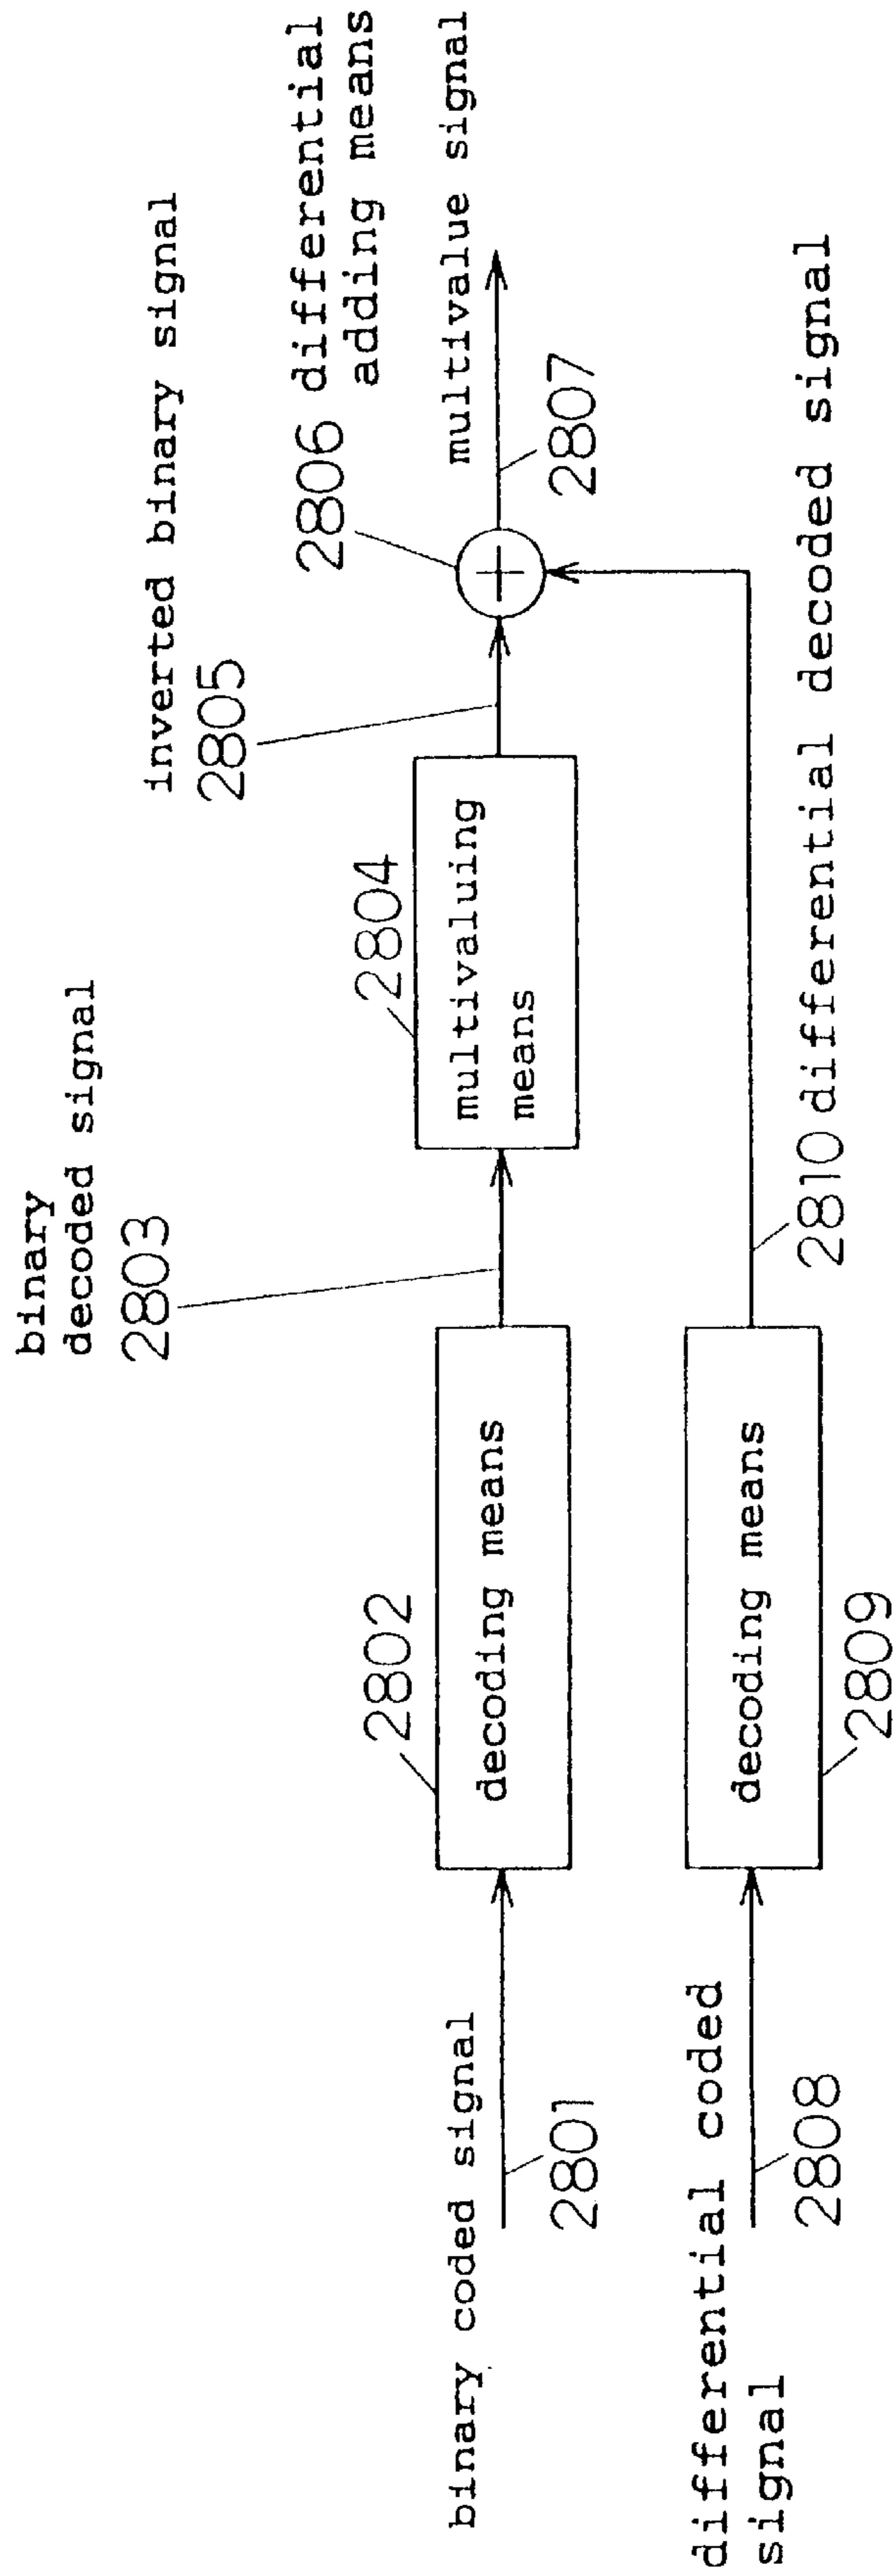 binary
decoded signal
2803
inverted binary signal
2805
2806 differential
adding means
2802
2804
multivalue signal
binary coded signal
decoding means
multivaluing
means
2801
2807
differential coded
signal
decoding means
2808
2809
2810 differential decoded signal